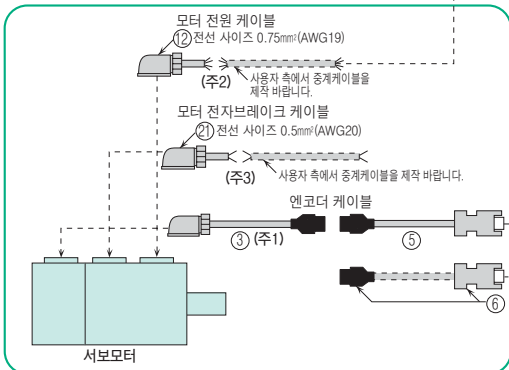 모터 전원 케이블
⑫ 전선 사이즈 0.75mm²(AWG19)
(주2)
사용자 측에서 중계케이블을
제작 바랍니다.
모터 전자브레이크 케이블
㉑ 전선 사이즈 0.5mm²(AWG20)
(주3)
사용자 측에서 중계케이블을 제작 바랍니다.
엔코더 케이블
③ (주1)
⑤
⑥
서보모터